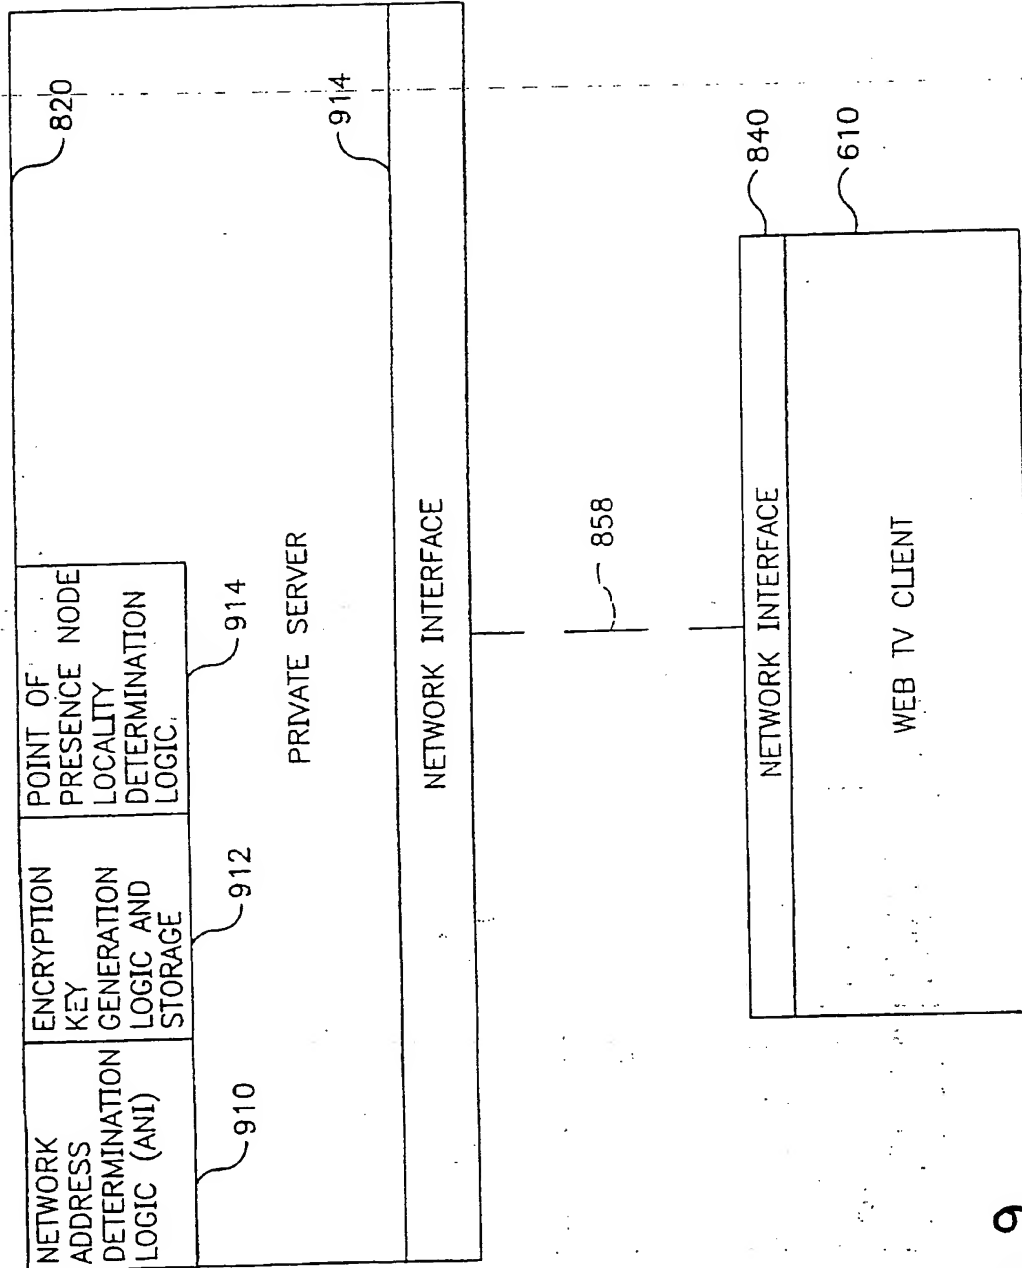 820
NETWORK
ADDRESS
DETERMINATION
LOGIC (ANI)
910
ENCRYPTION
KEY
GENERATION
LOGIC AND
STORAGE
912
POINT OF
PRESENCE NODE
LOCALITY
DETERMINATION
LOGIC.
914
PRIVATE SERVER
914
NETWORK INTERFACE
858
NETWORK INTERFACE
840
WEB TV CLIENT
610
9